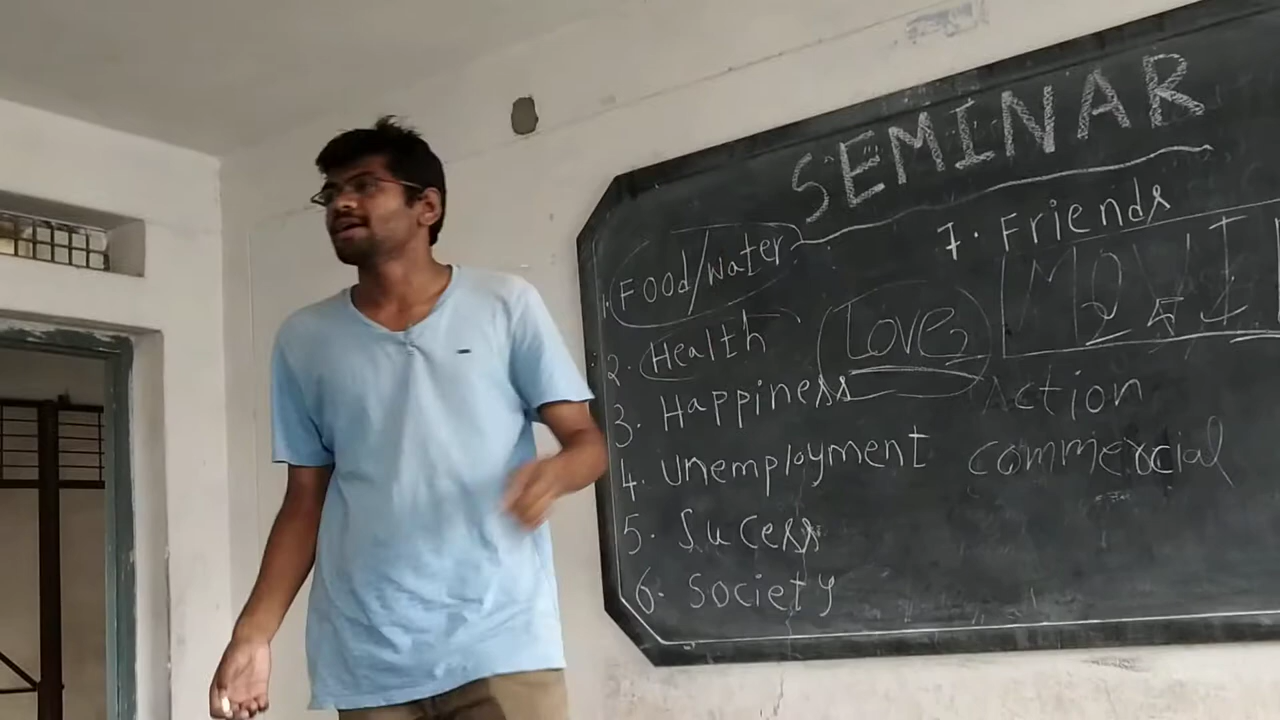 SEMINAR
1. Food/water
2. Health
3. Happiness
4. Unemployment
5. Sucess
6. Society
7. Friends
Love
Action
commercial